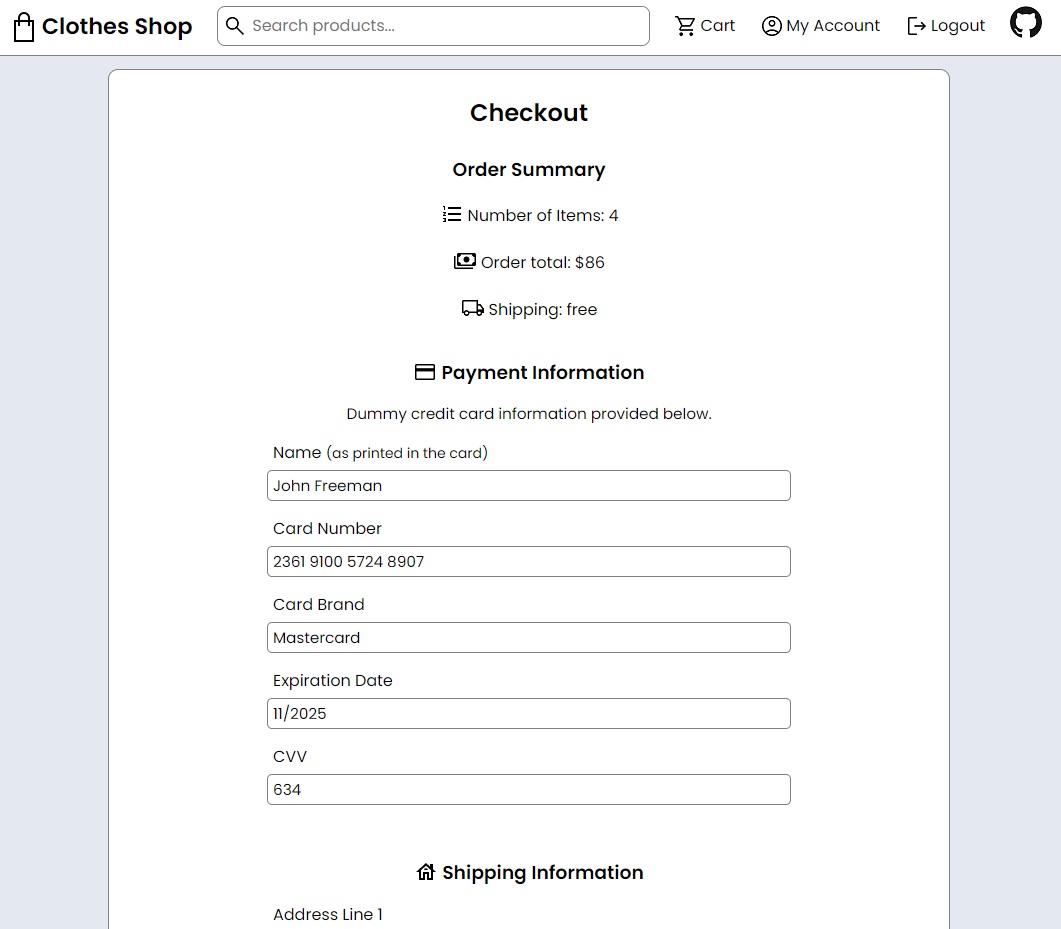 Clothes Shop Search products... Cart My Account Logout
Checkout
Order Summary
Number of Items: 4
Order total: $86
Shipping: free
Payment Information
Dummy credit card information provided below.
Name (as printed in the card)
John Freeman
Card Number
2361 9100 5724 8907
Card Brand
Mastercard
Expiration Date
11/2025
CVV
634
Shipping Information
Address Line 1